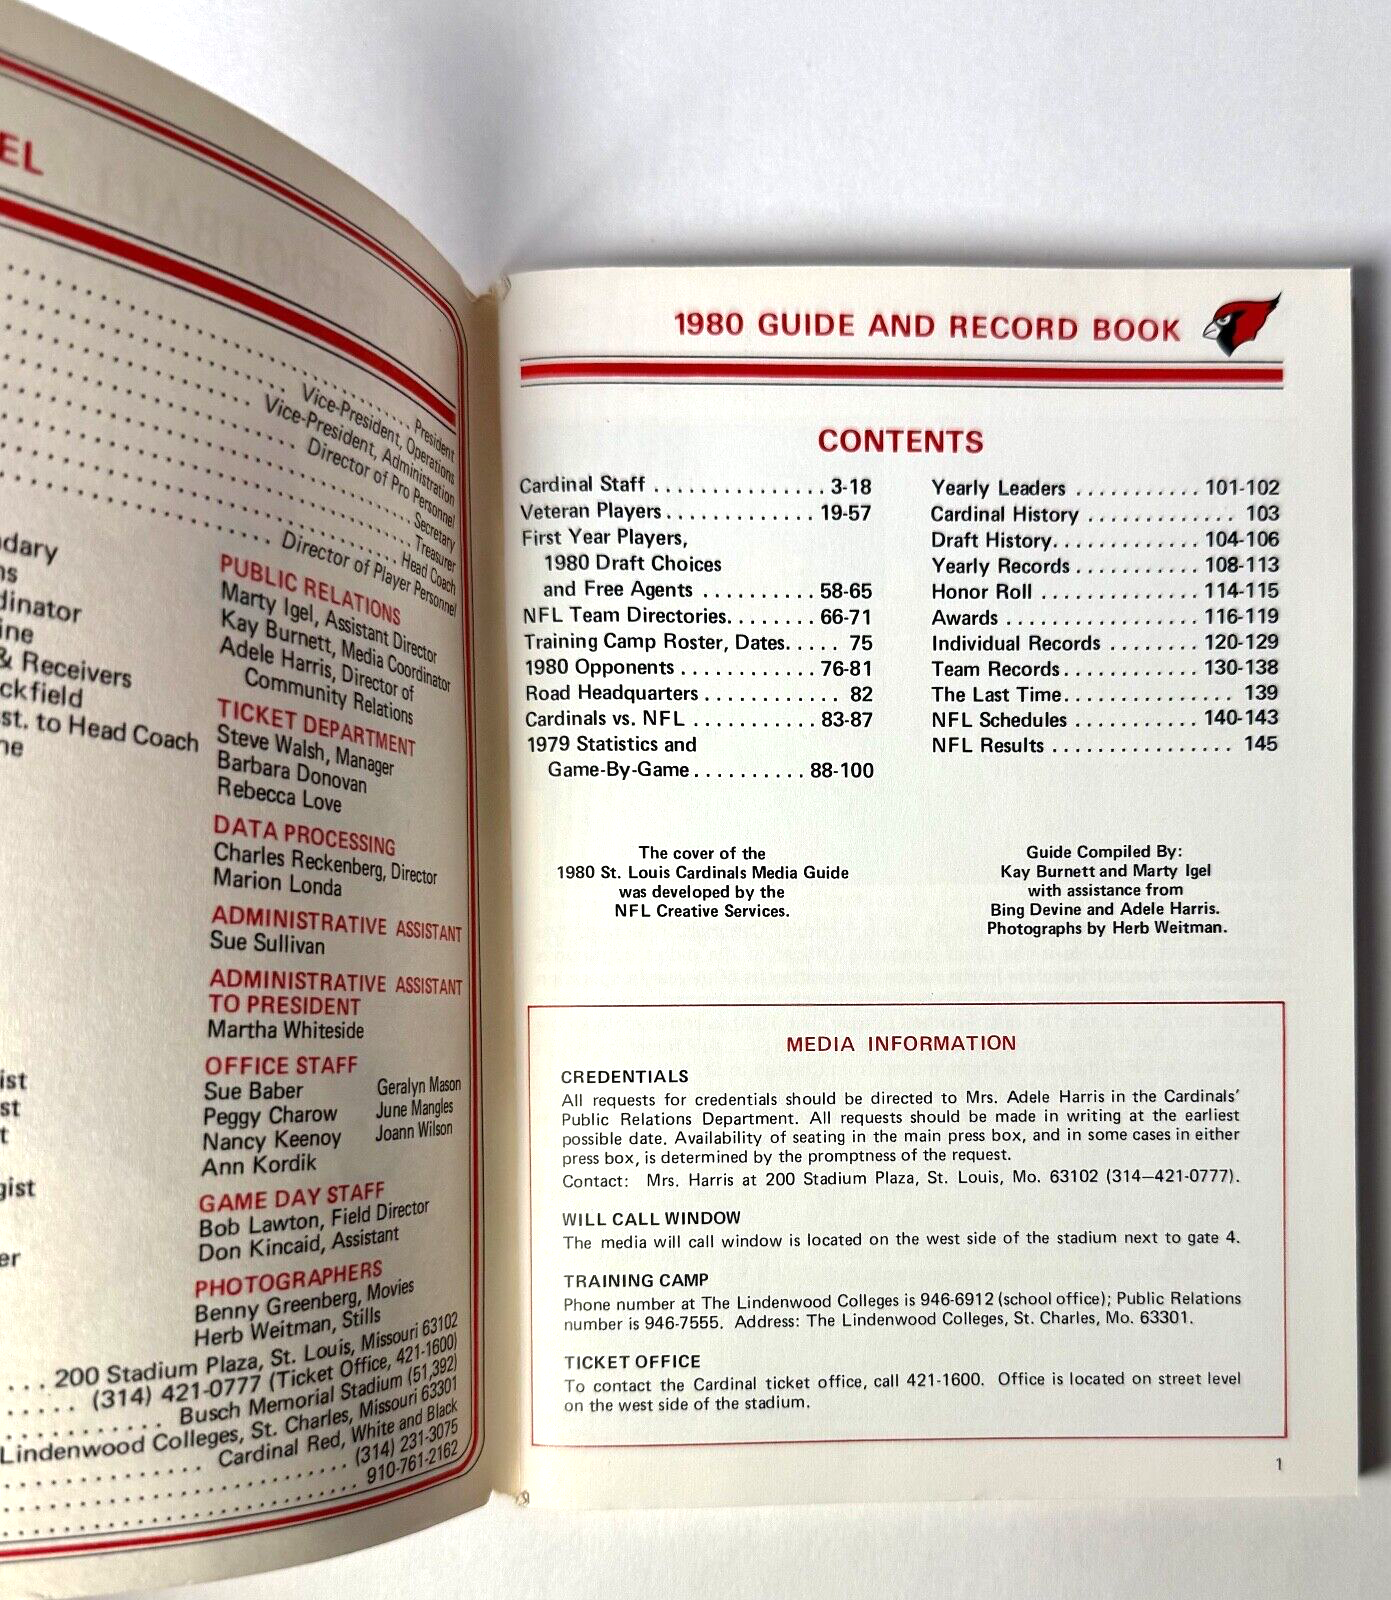 EL
President
Vice-President, Operations
Vice-President, Administration
Director of Pro Personnel
Secretary
Treasurer
Head Coach
Director of Player Personnel
dary
ns
dinator
ine
& Receivers
ckfield
st. to Head Coach
ne
ist
st
t
gist
er
PUBLIC RELATIONS
Marty Igel, Assistant Director
Kay Burnett, Media Coordinator
Adele Harris, Director of
Community Relations
TICKET DEPARTMENT
Steve Walsh, Manager
Barbara Donovan
Rebecca Love
DATA PROCESSING
Charles Reckenberg, Director
Marion Londa
ADMINISTRATIVE ASSISTANT
Sue Sullivan
ADMINISTRATIVE ASSISTANT
TO PRESIDENT
Martha Whiteside
OFFICE STAFF
Sue Baber Geralyn Mason
Peggy Charow June Mangles
Nancy Keenoy Joann Wilson
Ann Kordik
GAME DAY STAFF
Bob Lawton, Field Director
Don Kincaid, Assistant
PHOTOGRAPHERS
Benny Greenberg, Movies
Herb Weitman, Stills
. . . 200 Stadium Plaza, St. Louis, Missouri 63102
. . . . . (314) 421-0777 (Ticket Office, 421-1600)
. . . . . . . . . . Busch Memorial Stadium (51,392)
Lindenwood Colleges, St. Charles, Missouri 63301
. . . . . . . . . . . . . Cardinal Red, White and Black
. . . . . . . . . . . . . . . . . . . . . . (314) 231-3075
. . . . . . . . . . . . . . . . . . . . . . . 910-761-2162
1980 GUIDE AND RECORD BOOK
CONTENTS
Cardinal Staff . . . . . . . . . . . . . . . 3-18
Veteran Players . . . . . . . . . . . . . 19-57
First Year Players,
1980 Draft Choices
and Free Agents . . . . . . . . . . 58-65
NFL Team Directories. . . . . . . . 66-71
Training Camp Roster, Dates. . . . . 75
1980 Opponents . . . . . . . . . . . . 76-81
Road Headquarters . . . . . . . . . . . . 82
Cardinals vs. NFL . . . . . . . . . . . 83-87
1979 Statistics and
Game-By-Game . . . . . . . . . . 88-100
Yearly Leaders . . . . . . . . . . . 101-102
Cardinal History . . . . . . . . . . . . . 103
Draft History. . . . . . . . . . . . . 104-106
Yearly Records . . . . . . . . . . . 108-113
Honor Roll . . . . . . . . . . . . . . 114-115
Awards . . . . . . . . . . . . . . . . . 116-119
Individual Records . . . . . . . . 120-129
Team Records . . . . . . . . . . . . 130-138
The Last Time . . . . . . . . . . . . . . . 139
NFL Schedules . . . . . . . . . . . 140-143
NFL Results . . . . . . . . . . . . . . . . 145
The cover of the
1980 St. Louis Cardinals Media Guide
was developed by the
NFL Creative Services.
Guide Compiled By:
Kay Burnett and Marty Igel
with assistance from
Bing Devine and Adele Harris.
Photographs by Herb Weitman.
MEDIA INFORMATION
CREDENTIALS
All requests for credentials should be directed to Mrs. Adele Harris in the Cardinals'
Public Relations Department. All requests should be made in writing at the earliest
possible date. Availability of seating in the main press box, and in some cases in either
press box, is determined by the promptness of the request.
Contact: Mrs. Harris at 200 Stadium Plaza, St. Louis, Mo. 63102 (314—421-0777).
WILL CALL WINDOW
The media will call window is located on the west side of the stadium next to gate 4.
TRAINING CAMP
Phone number at The Lindenwood Colleges is 946-6912 (school office); Public Relations
number is 946-7555. Address: The Lindenwood Colleges, St. Charles, Mo. 63301.
TICKET OFFICE
To contact the Cardinal ticket office, call 421-1600. Office is located on street level
on the west side of the stadium.
1